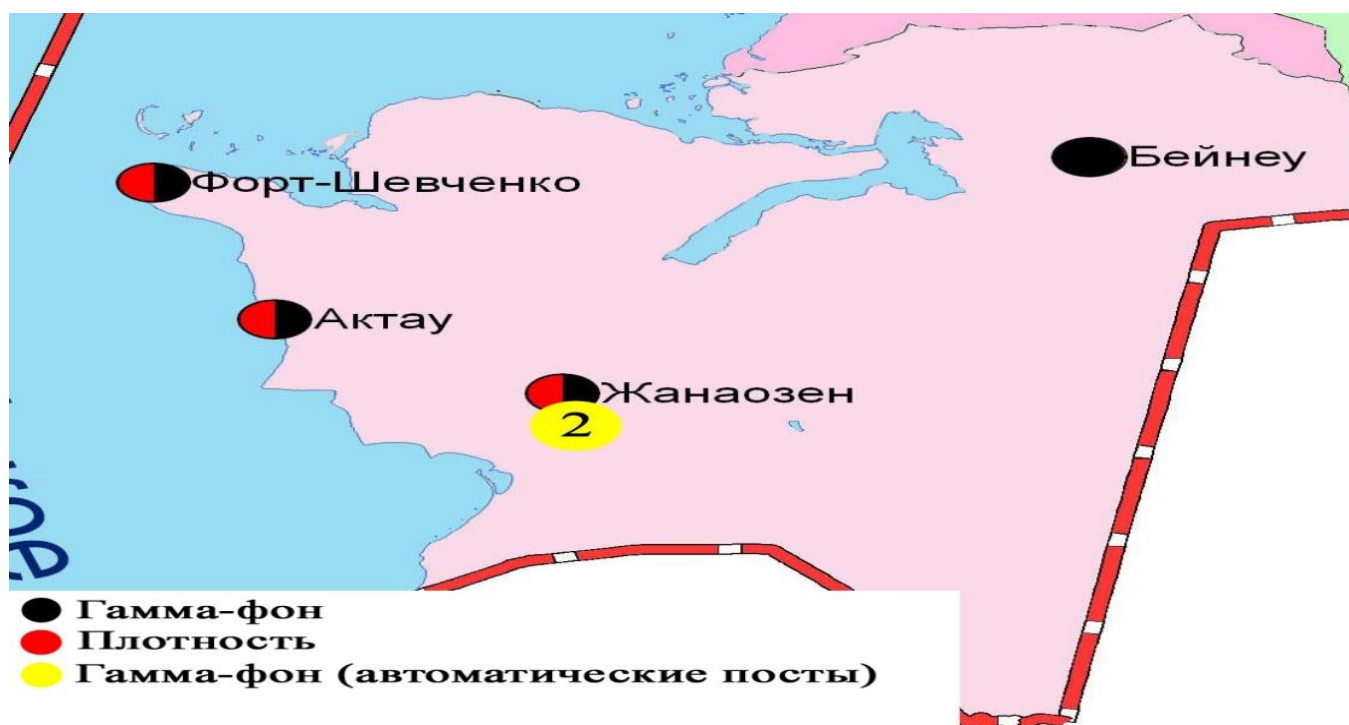 Бейнеу
Форт-Шевченко
Актау
Жанаозен
2
Гамма-фон
Плотность
Гамма-фон (автоматические посты)